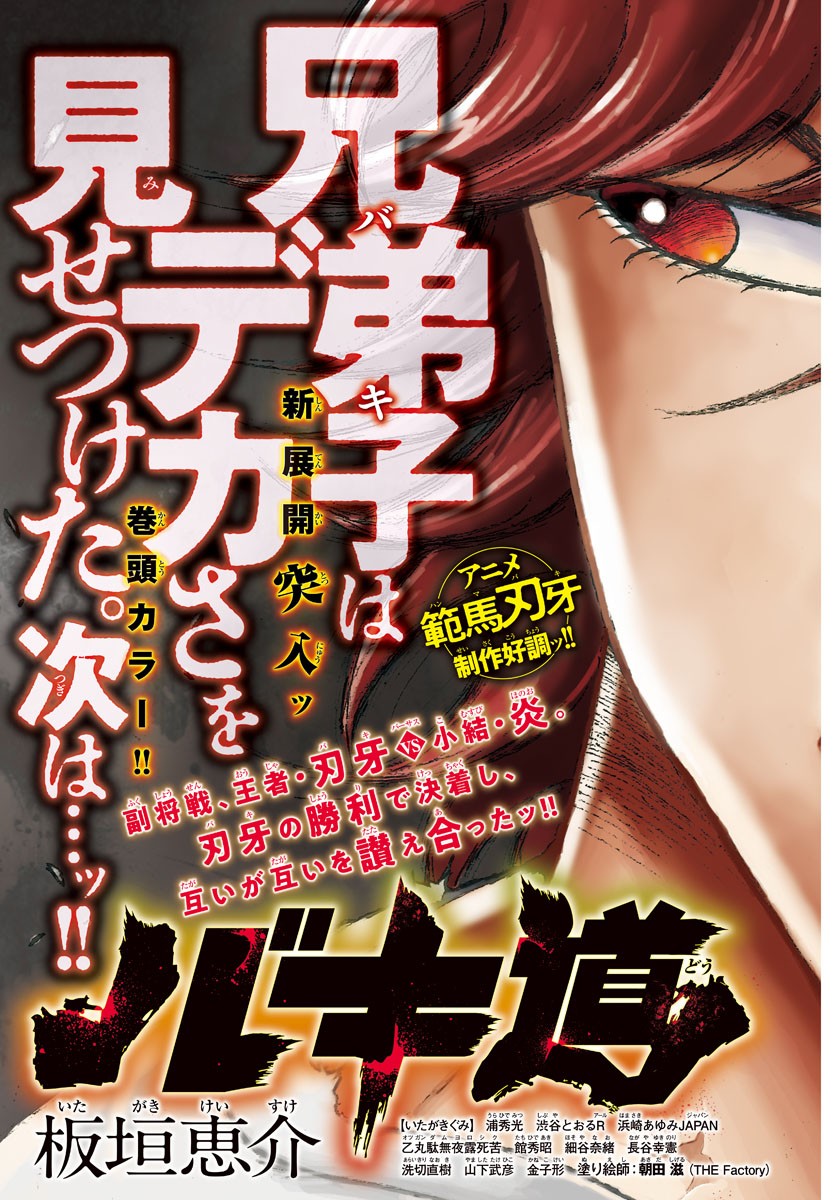 兄弟子は
デカさを
見せつけた。次は…ッ!!
新展開突入ッ
巻頭カラー!!
アニメ
範馬刃牙
制作好調ッ!!
副将戦、王者・刃牙VS小結・炎。
刃牙の勝利で決着し、
互いが互いを讃え合ったッ!!
バキ道
板垣恵介
【いたがきぐみ】 浦秀光 渋谷とおるR 浜崎あゆみJAPAN
乙丸駄無夜露死苦 館秀昭 細谷奈緒 長谷幸憲
洗切直樹 山下武彦 金子形 塗り絵師：朝田 滋（THE Factory）